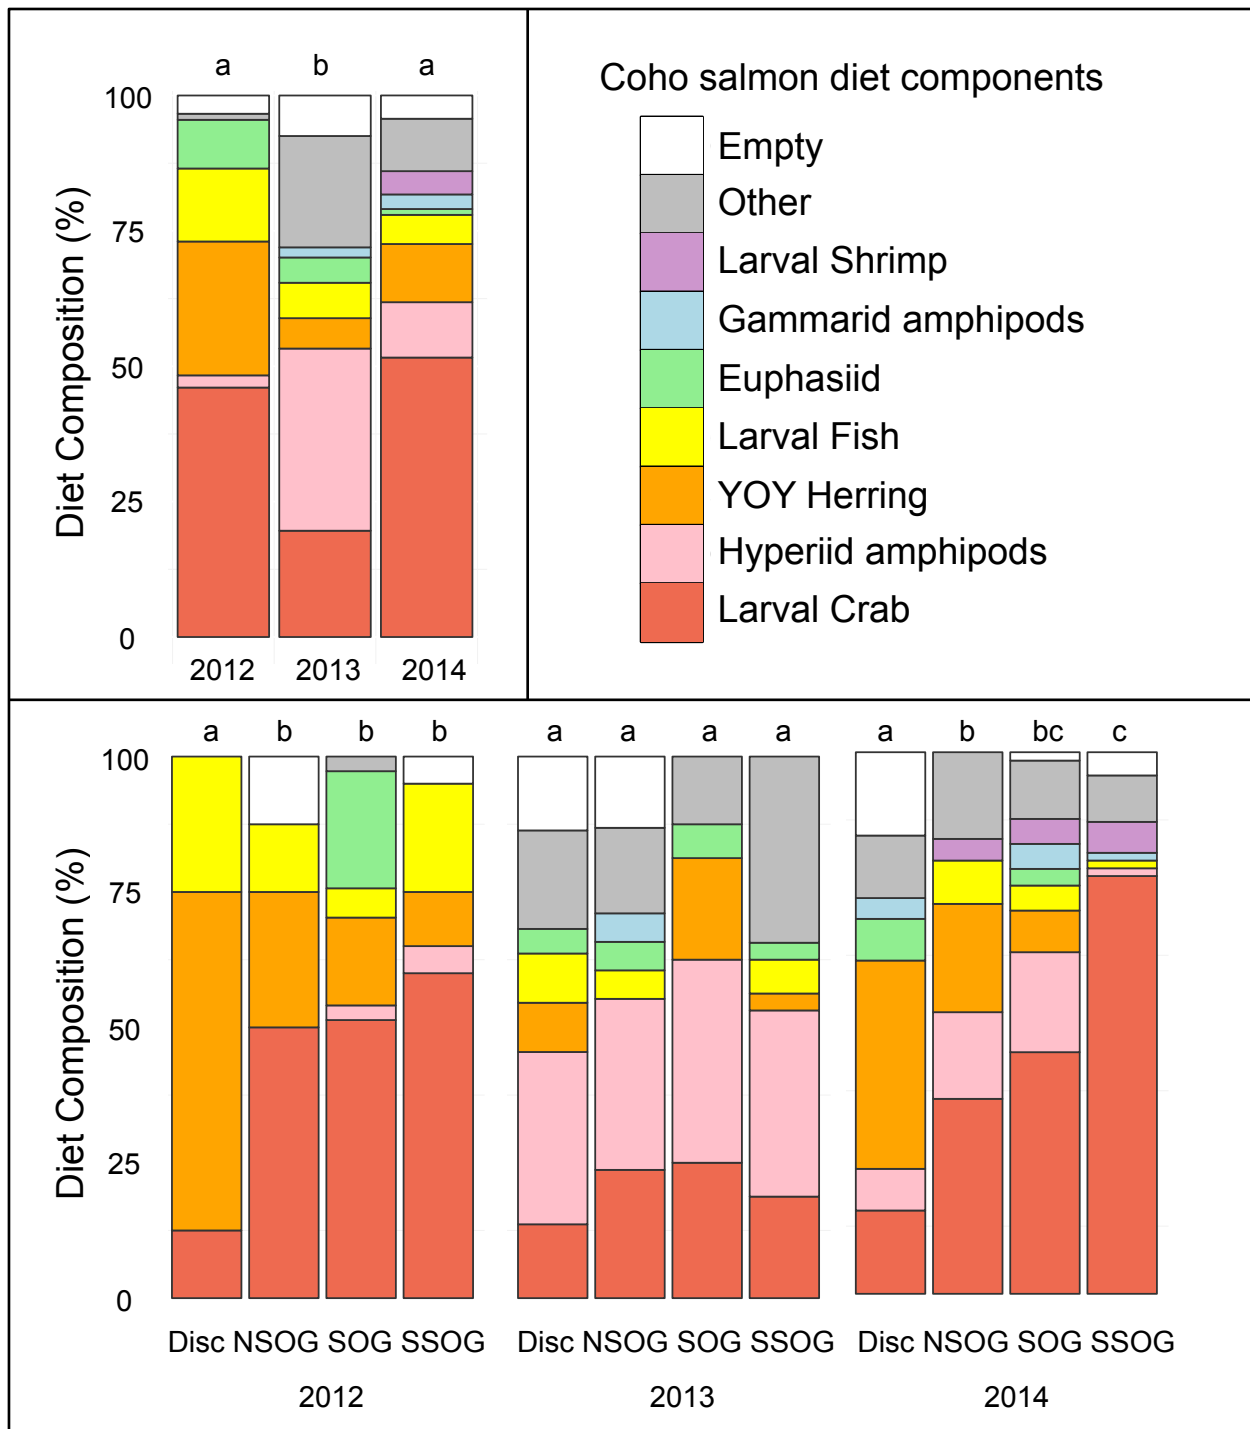 a b a
100
75
50
25
0
Diet Composition (%)
2012 2013 2014
Coho salmon diet components
Empty
Other
Larval Shrimp
Gammarid amphipods
Euphasiid
Larval Fish
YOY Herring
Hyperiid amphipods
Larval Crab
a b b b a a a a a b bc c
100
75
50
25
0
Diet Composition (%)
Disc NSOG SOG SSOG Disc NSOG SOG SSOG Disc NSOG SOG SSOG
2012 2013 2014